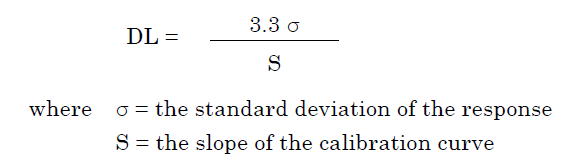 DL = 3.3 σ
S
where σ = the standard deviation of the response
S = the slope of the calibration curve